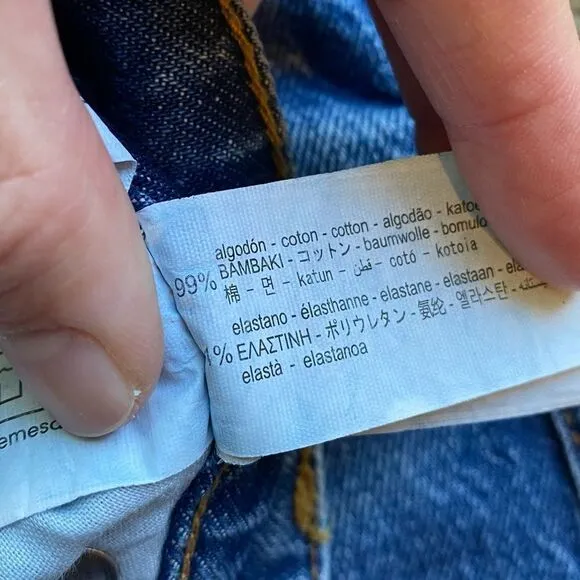 algodón - coton - cotton - algodão -
99% BAMBAKI - コットン - baumwolle - bomulo
棉 - 면 - katun - قطن - cotó - kotoia
elastano - élasthanne - elastane - elastaan -
1% ΕΛΑΣΤΙΝΗ - ポリウレタン - 氨纶 - 엘라스탄 -
elastà - elastanoa